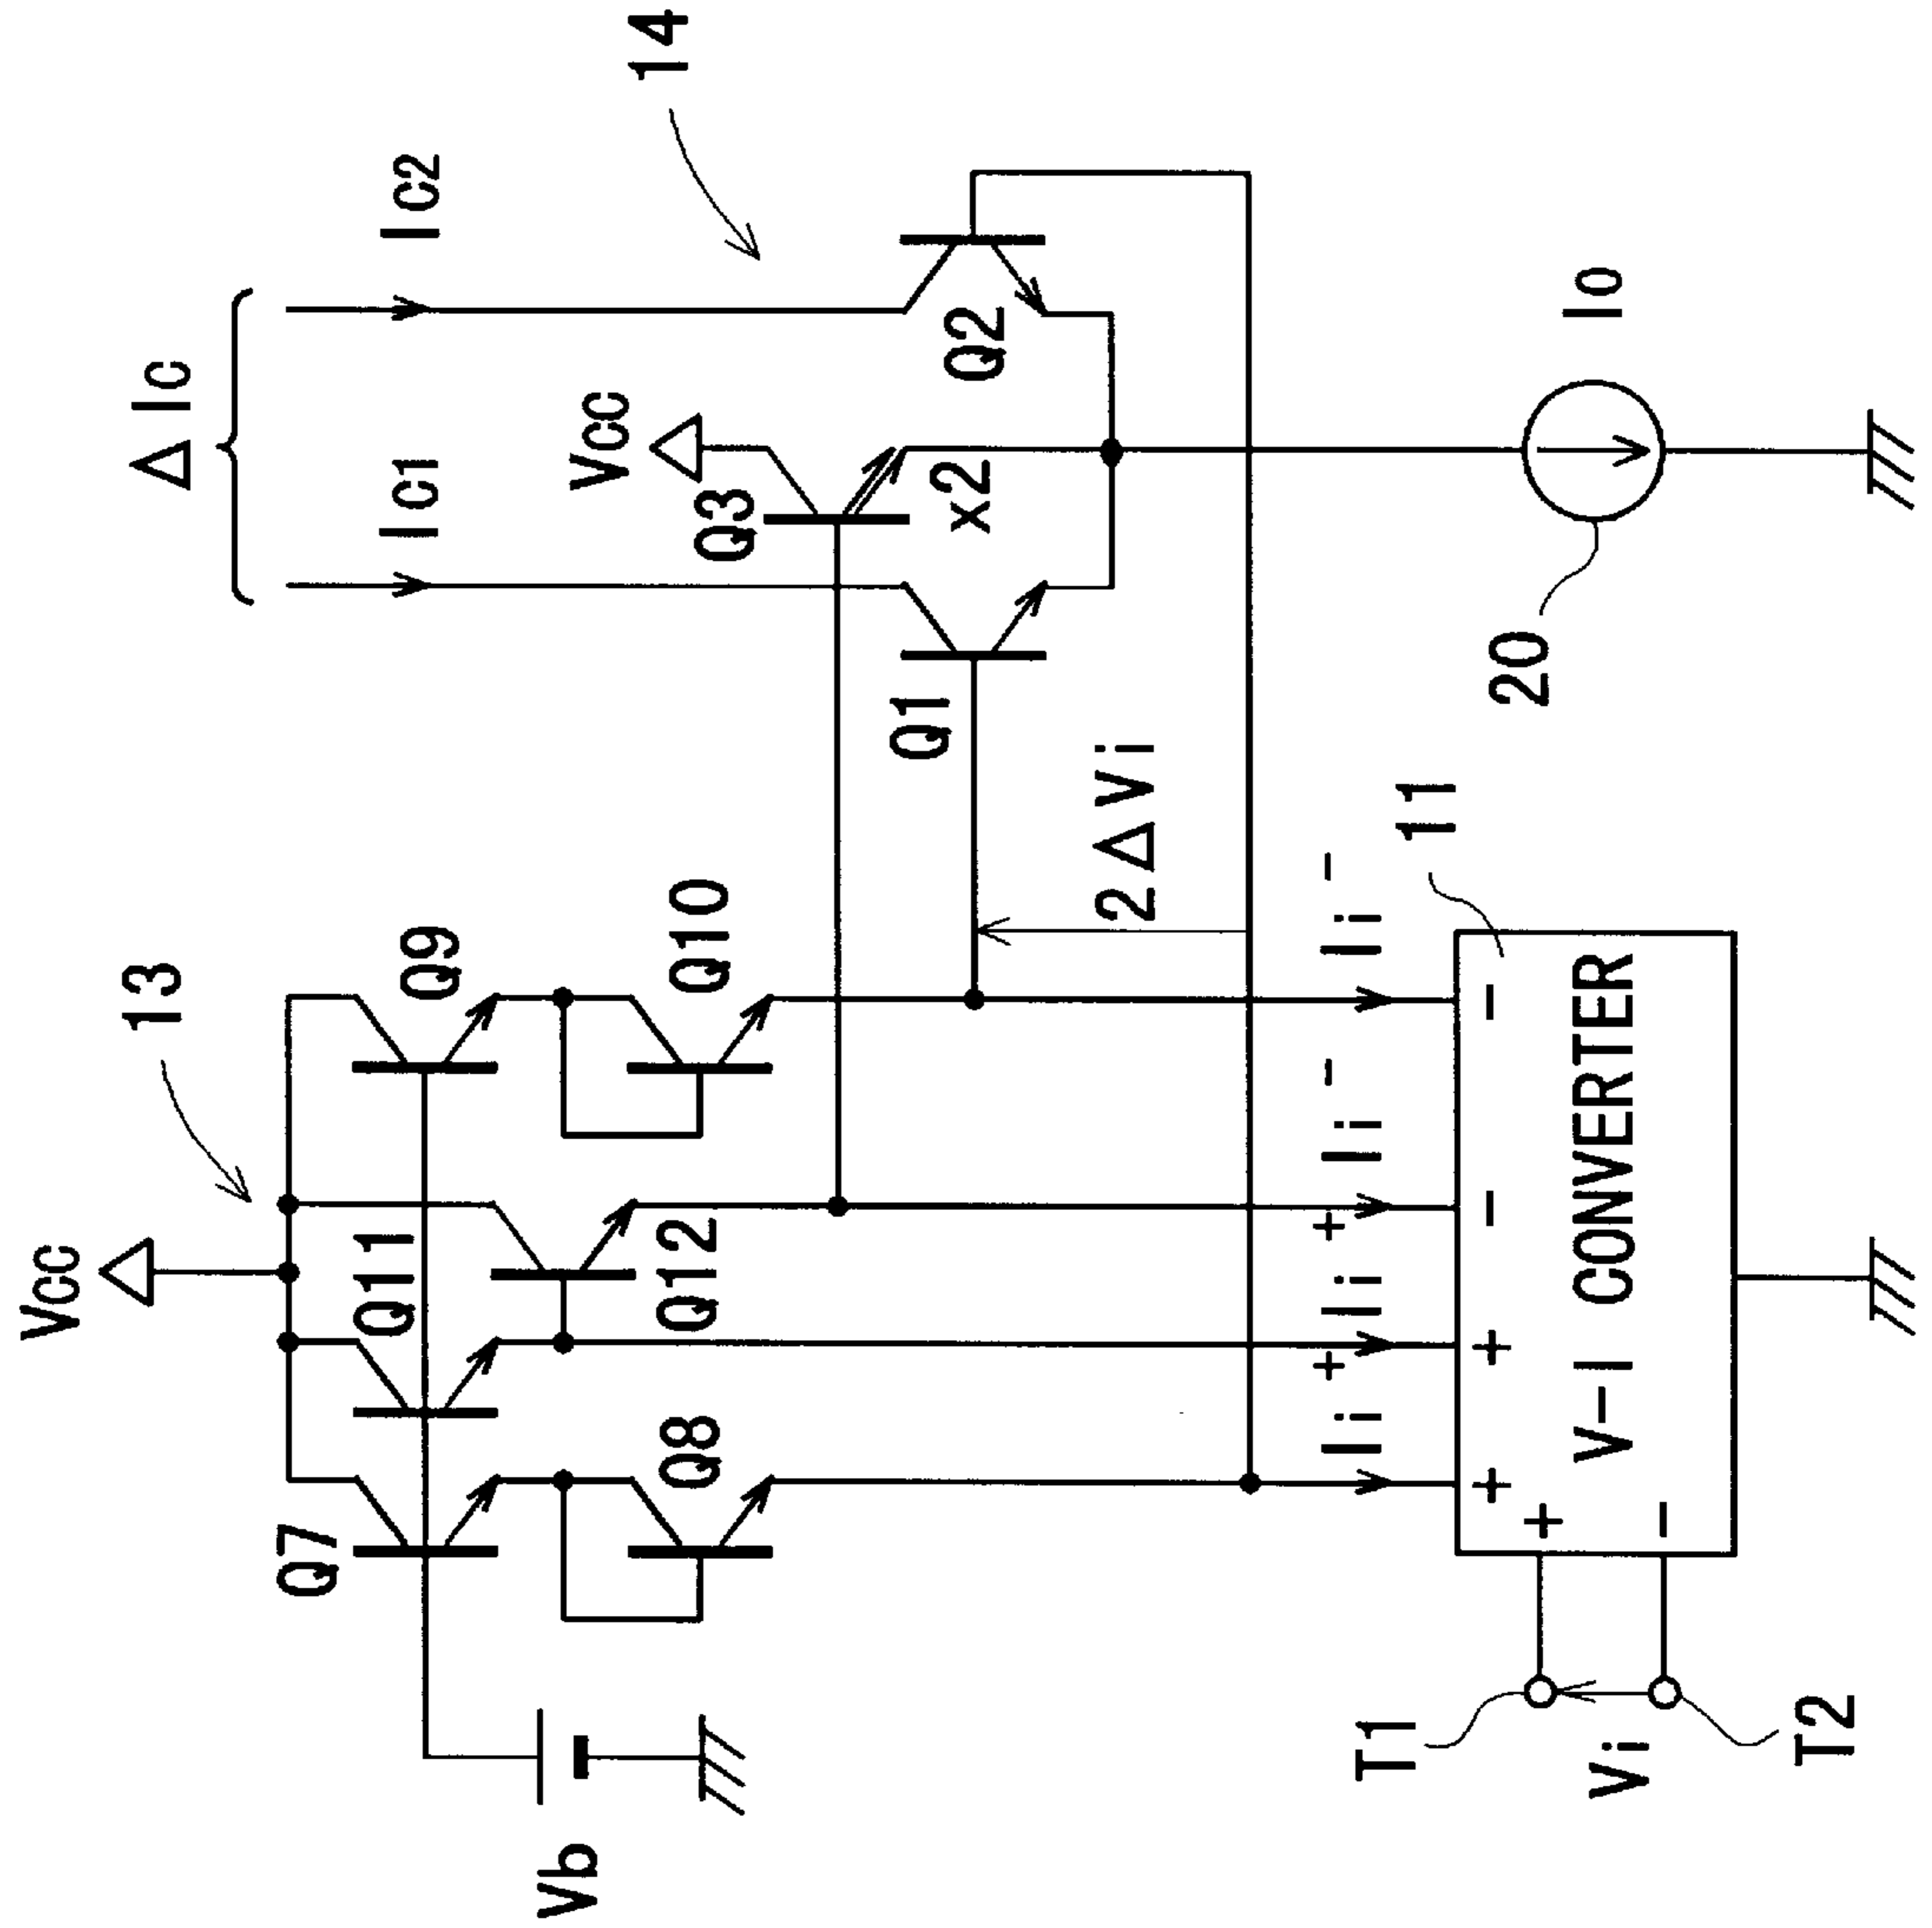 13
14
Vcc
ΔIc
Ic1
Ic2
Q7
Q11
Q9
Vcc
Q3
Q8
Q12
Q10
x2
Q2
Q1
Vb
2ΔVi
Ii+
Ii+
Ii-
Ii-
11
20
Io
+
+
-
-
T1
+
V-I CONVERTER
Vi
-
T2